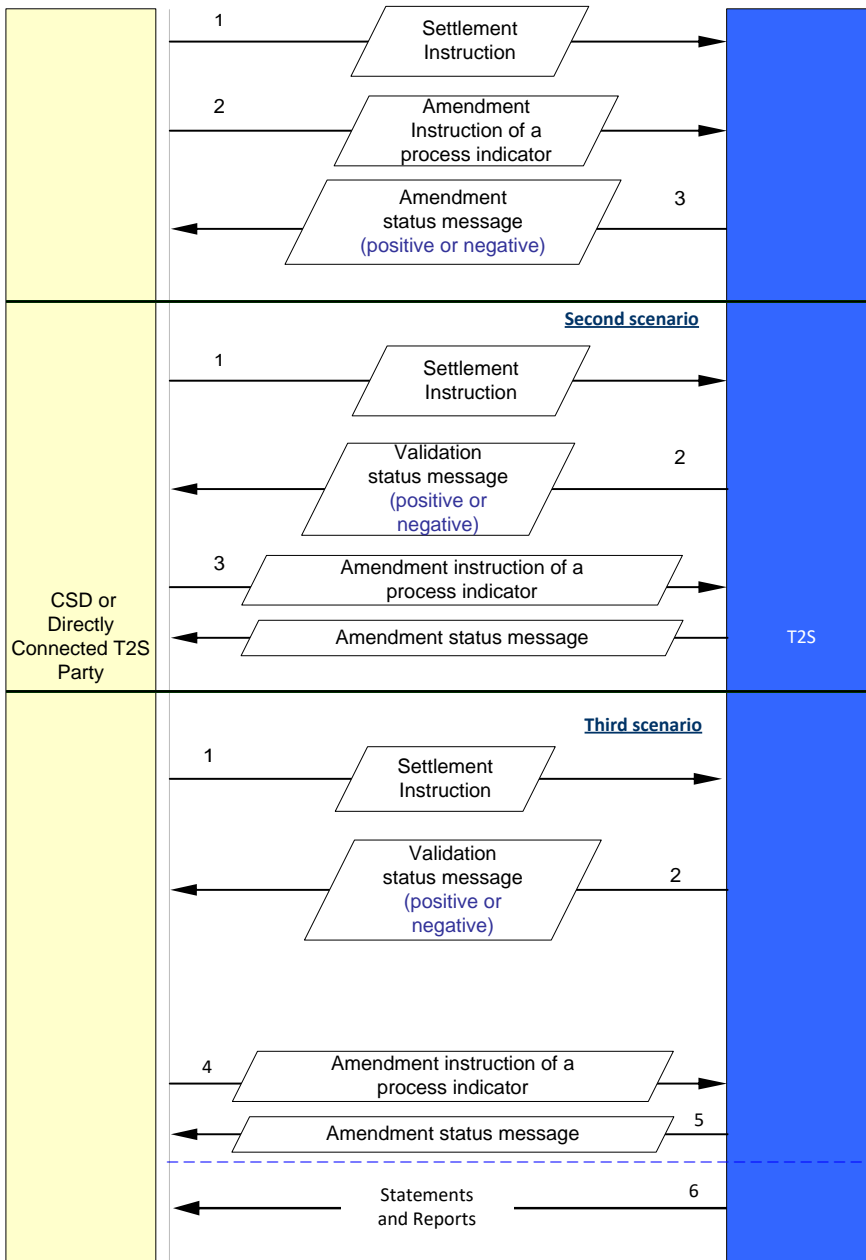 1
Settlement
Instruction
2
Amendment
Instruction of a
process indicator
Amendment
status message
(positive or negative)
3
Second scenario
1
Settlement
Instruction
Validation
status message
(positive or
negative)
2
3
Amendment instruction of a
process indicator
Amendment status message
CSD or
Directly
Connected T2S
Party
T2S
Third scenario
1
Settlement
Instruction
Validation
status message
(positive or
negative)
2
4
Amendment instruction of a
process indicator
Amendment status message
5
Statements
and Reports
6